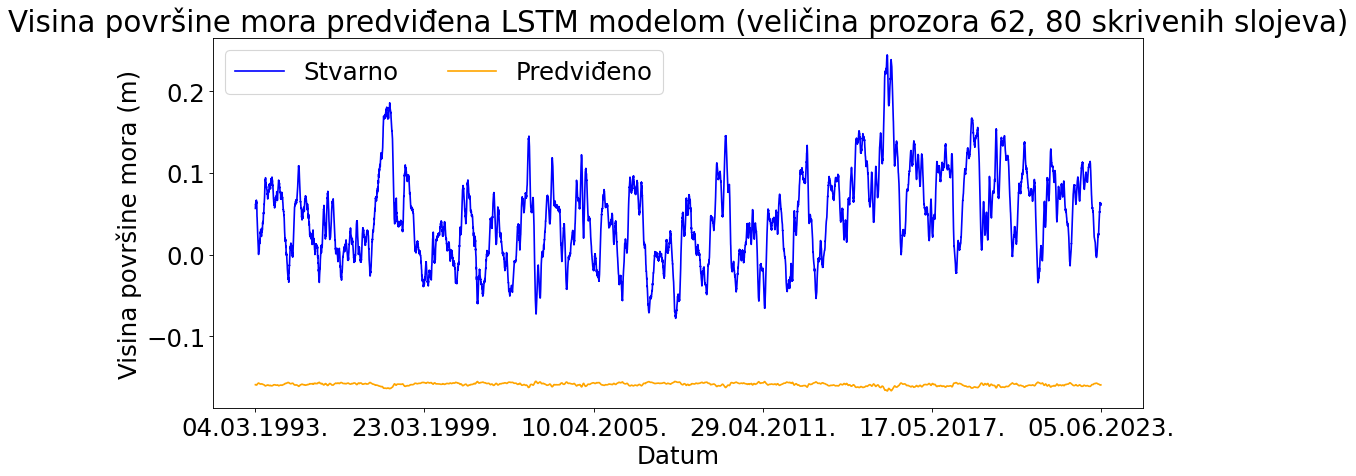 Visina površine mora predviđena LSTM modelom (veličina prozora 62, 80 skrivenih slojeva)
Stvarno Predviđeno
Visina površine mora (m)
0.2
0.1
0.0
−0.1
04.03.1993. 23.03.1999. 10.04.2005. 29.04.2011. 17.05.2017. 05.06.2023.
Datum